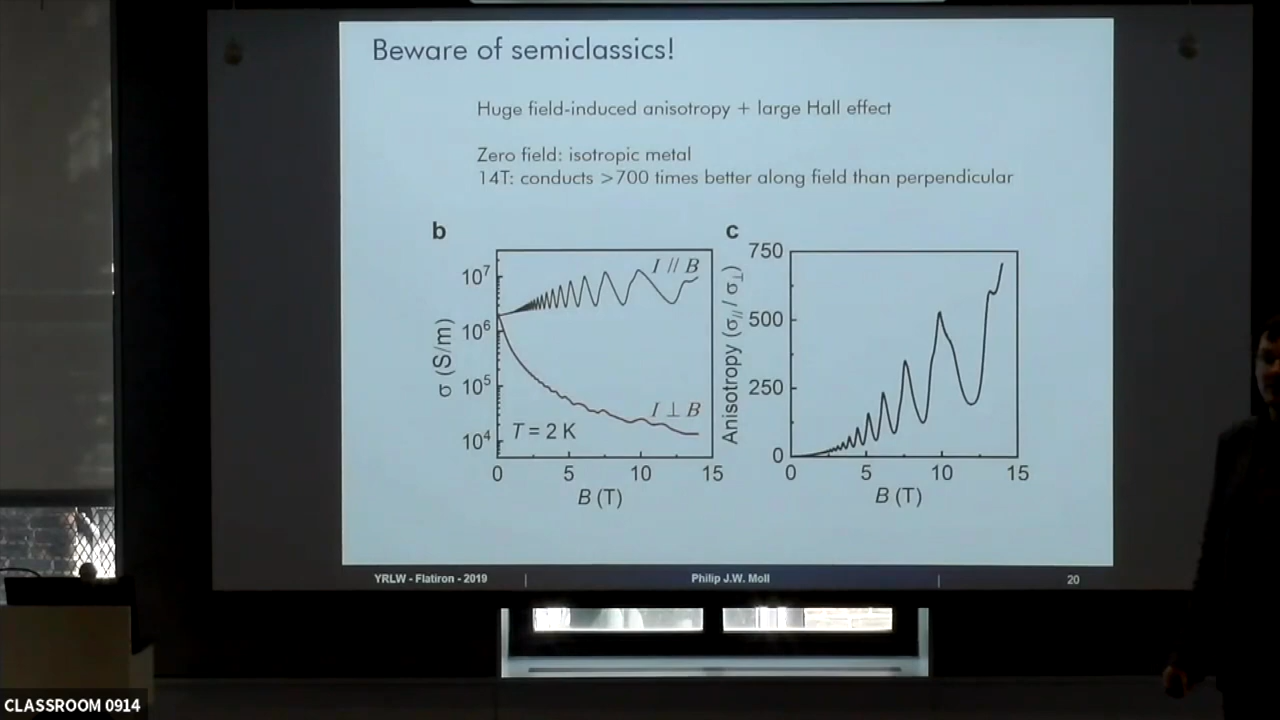 Beware of semiclassics!
Huge field-induced anisotropy + large Hall effect
Zero field: isotropic metal
14T: conducts >700 times better along field than perpendicular
b
10⁷
10⁶
10⁵
10⁴
σ (S/m)
I // B
I ⊥ B
T = 2 K
0 5 10 15
B (T)
c
750
500
250
0
Anisotropy (σ// / σ⊥)
0 5 10 15
B (T)
YRLW - Flatiron - 2019 | Philip J.W. Moll | 20
CLASSROOM 0914